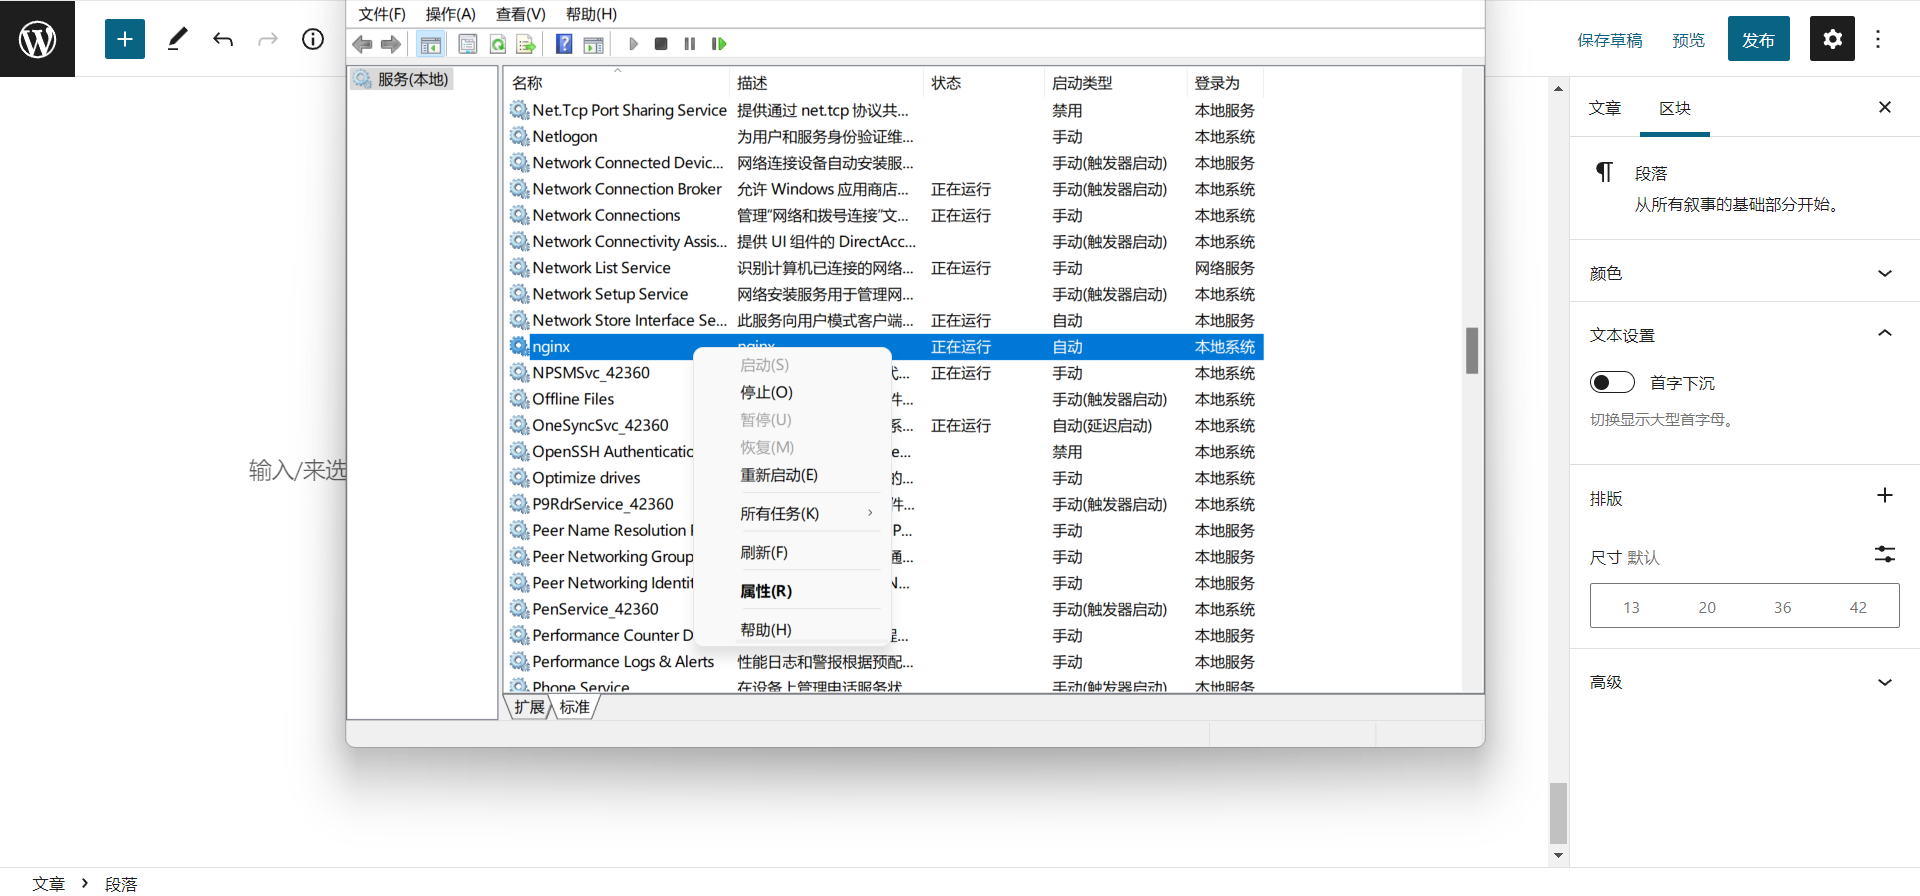 文件(F) 操作(A) 查看(V) 帮助(H)
保存草稿 预览 发布
服务(本地)
名称 描述 状态 启动类型 登录为
Net.Tcp Port Sharing Service 提供通过 net.tcp 协议共... 禁用 本地服务
Netlogon 为用户和服务身份验证维... 手动 本地系统
Network Connected Devic... 网络连接设备自动安装服... 手动(触发器启动) 本地服务
Network Connection Broker 允许 Windows 应用商店... 正在运行 手动(触发器启动) 本地系统
Network Connections 管理“网络和拨号连接”文... 正在运行 手动 本地系统
Network Connectivity Assis... 提供 UI 组件的 DirectAcc... 手动(触发器启动) 本地系统
Network List Service 识别计算机已连接的网络... 正在运行 手动 网络服务
Network Setup Service 网络安装服务用于管理网... 手动(触发器启动) 本地系统
Network Store Interface Se... 此服务向用户模式客户端... 正在运行 自动 本地服务
nginx nginx 正在运行 自动 本地系统
NPSMSvc_42360 代... 正在运行 手动 本地系统
Offline Files 件... 手动(触发器启动) 本地系统
OneSyncSvc_42360 系... 正在运行 自动(延迟启动) 本地系统
OpenSSH Authenticatic e... 禁用 本地系统
Optimize drives 的... 手动 本地系统
P9RdrService_42360 件... 手动(触发器启动) 本地系统
Peer Name Resolution P... 手动 本地服务
Peer Networking Group 通... 手动 本地服务
Peer Networking Identit N... 手动 本地服务
PenService_42360 手动(触发器启动) 本地系统
Performance Counter D 程... 手动 本地服务
Performance Logs & Alerts 性能日志和警报根据预配... 手动 本地服务
Phone Service 在设备上管理电话服务状 手动(触发器启动) 本地服务
启动(S)
停止(O)
暂停(U)
恢复(M)
重新启动(E)
所有任务(K)
刷新(F)
属性(R)
帮助(H)
扩展 标准
输入/来选
文章 区块
段落
从所有叙事的基础部分开始。
颜色
文本设置
首字下沉
切换显示大型首字母。
排版
尺寸 默认
13 20 36 42
高级
文章 › 段落